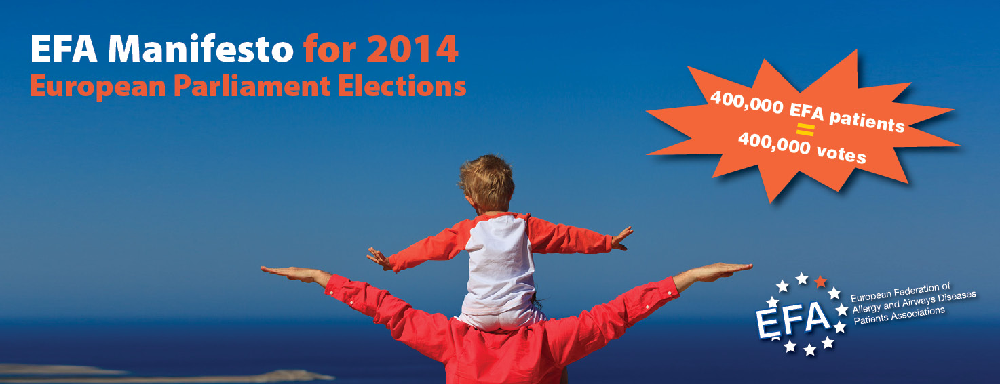 EFA Manifesto for 2014
European Parliament Elections
400,000 EFA patients
=
400,000 votes
EFA
European Federation of
Allergy and Airways Diseases
Patients Associations